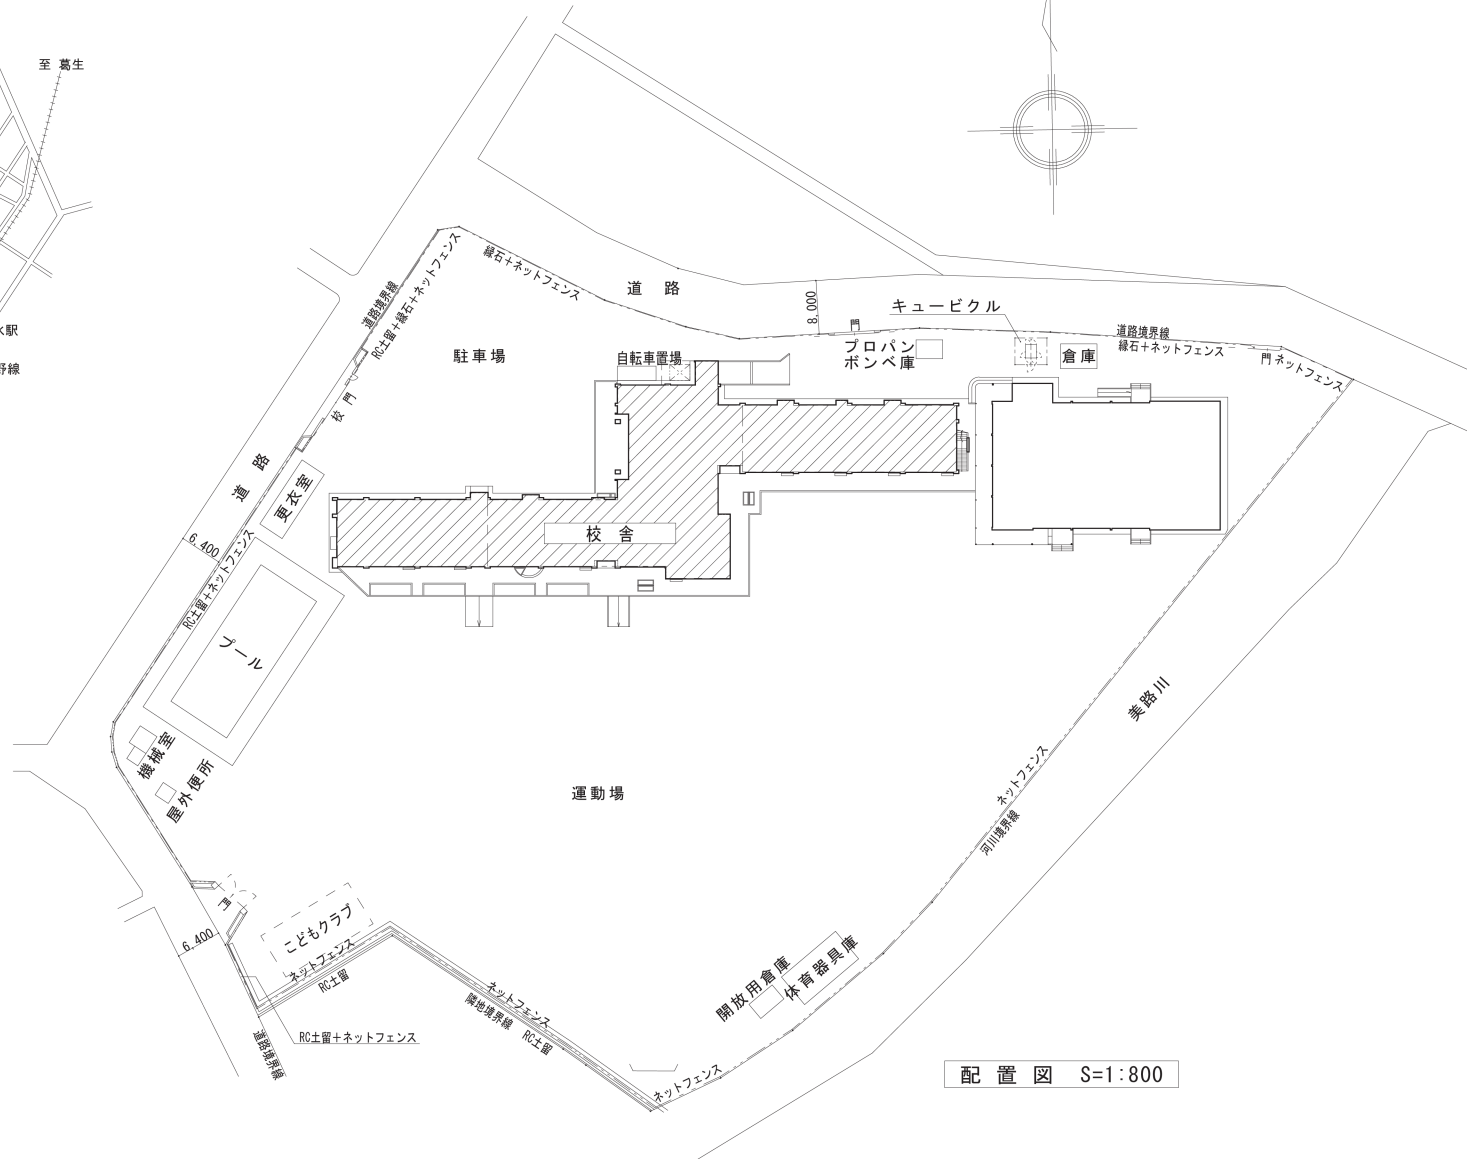 至 葛生
駅
野線
縁石＋ネットフェンス
道 路
8,000
キュービクル
門
プロパン
ボンベ庫
道路境界線
縁石＋ネットフェンス
倉庫
門
ネットフェンス
道路境界線
RC土留＋縁石＋ネットフェンス
駐車場
自転車置場
校 門
道 路
更衣室
6,400
RC土留＋ネットフェンス
校 舎
プール
美路川
機械室
屋外便所
運動場
ネットフェンス
河川境界線
門
6,400
こどもクラブ
ネットフェンス
RC土留
ネットフェンス
隣地境界線
RC土留
開放用倉庫
体育器具庫
RC土留＋ネットフェンス
道路境界線
ネットフェンス
配 置 図 S=1:800